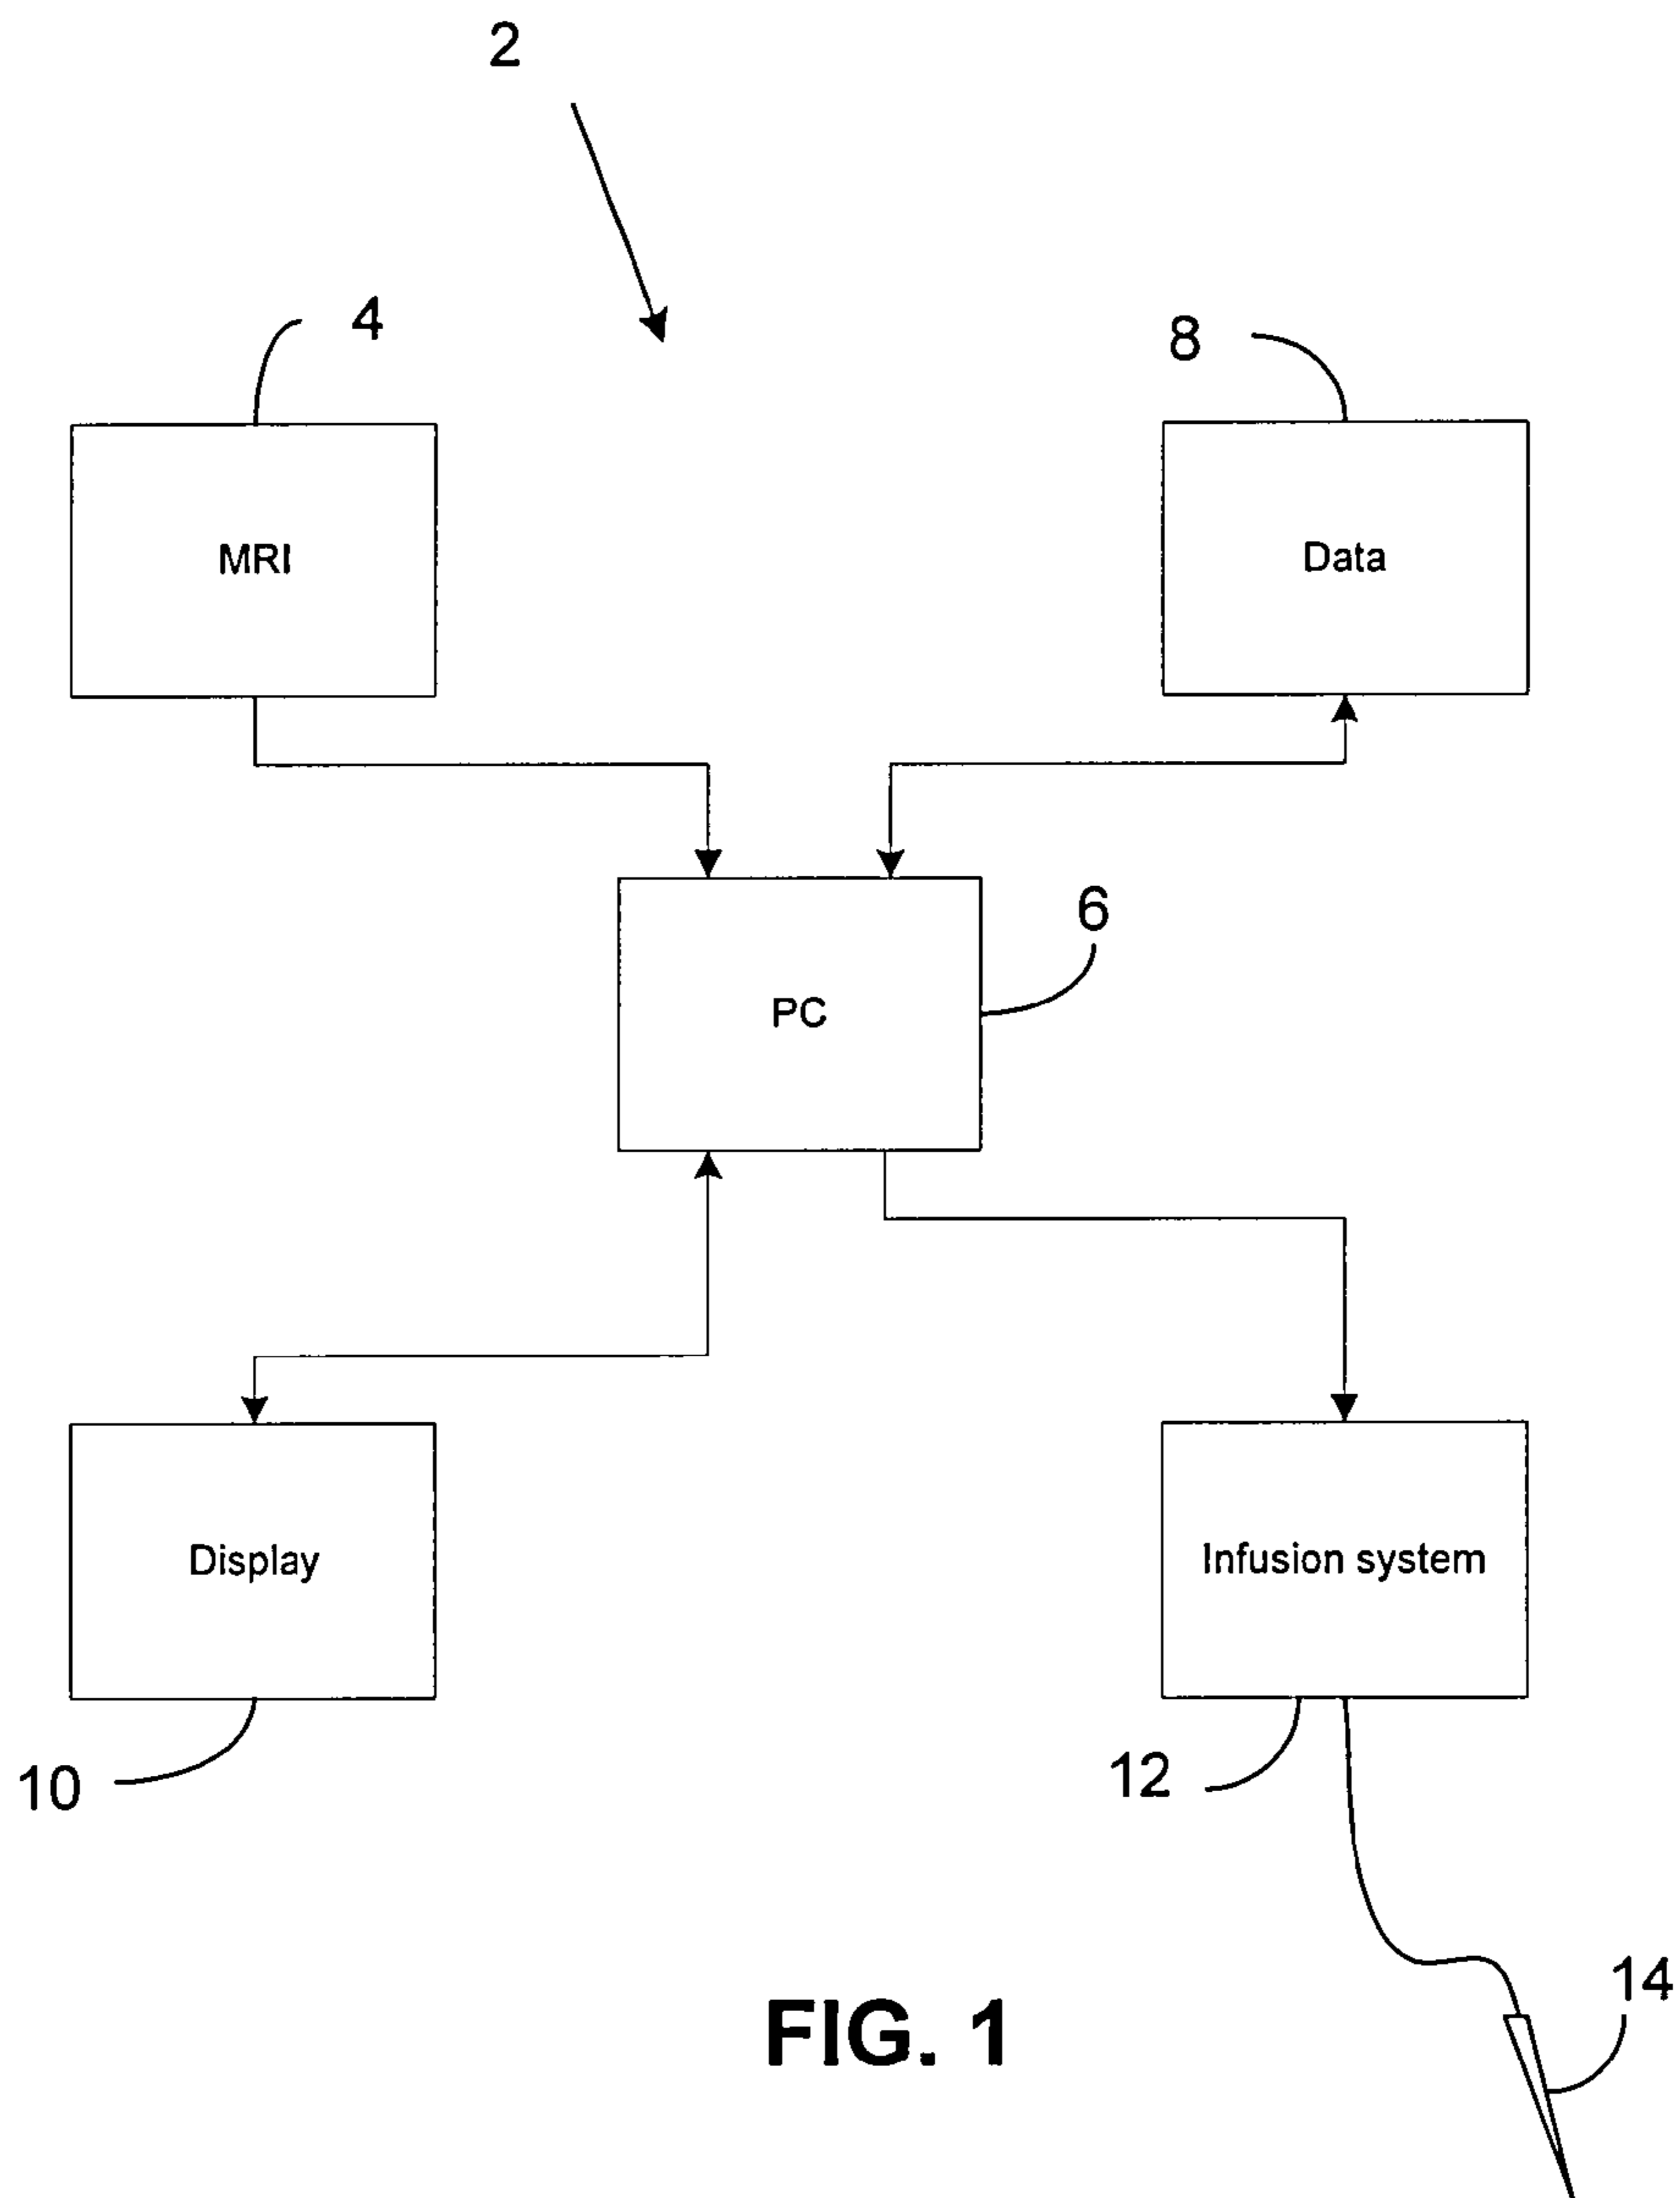 2
4
8
MRI
Data
6
PC
Display
Infusion system
10
12
14
FIG. 1